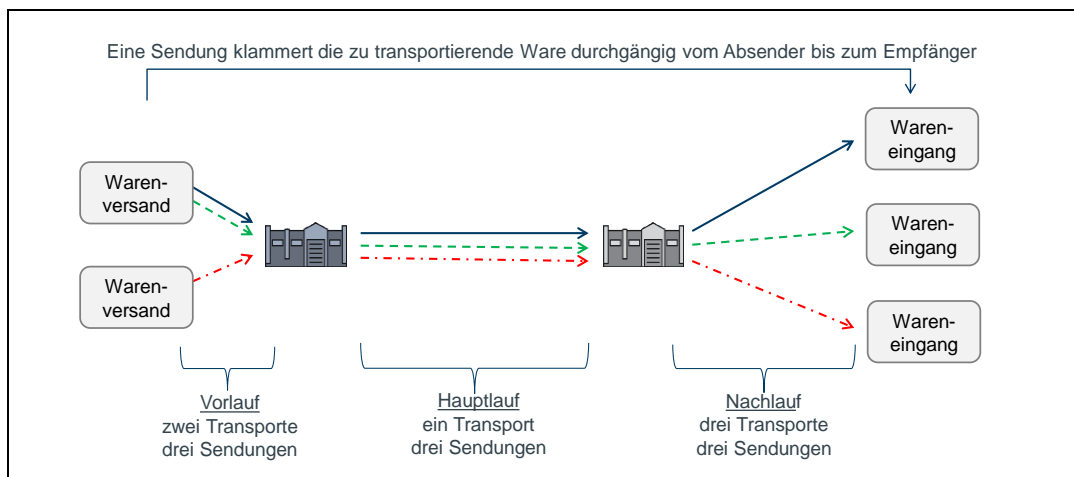 Eine Sendung klammert die zu transportierende Ware durchgängig vom Absender bis zum Empfänger
Waren-
versand
Waren-
versand
Waren-
eingang
Waren-
eingang
Waren-
eingang
Vorlauf
zwei Transporte
drei Sendungen
Hauptlauf
ein Transport
drei Sendungen
Nachlauf
drei Transporte
drei Sendungen